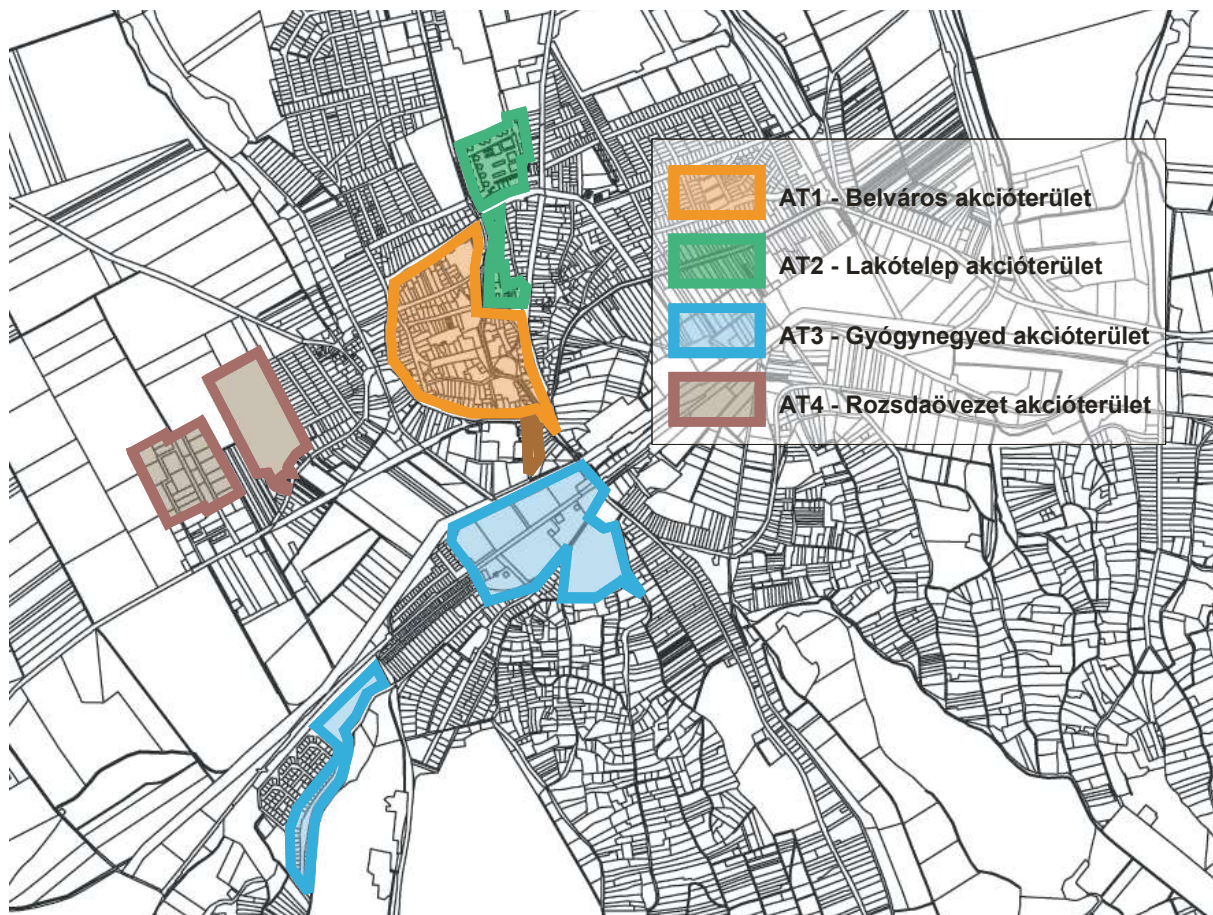 AT1 - Belváros akcióterület
AT2 - Lakótelep akcióterület
AT3 - Gyógynegyed akcióterület
AT4 - Rozsdaövezet akcióterület